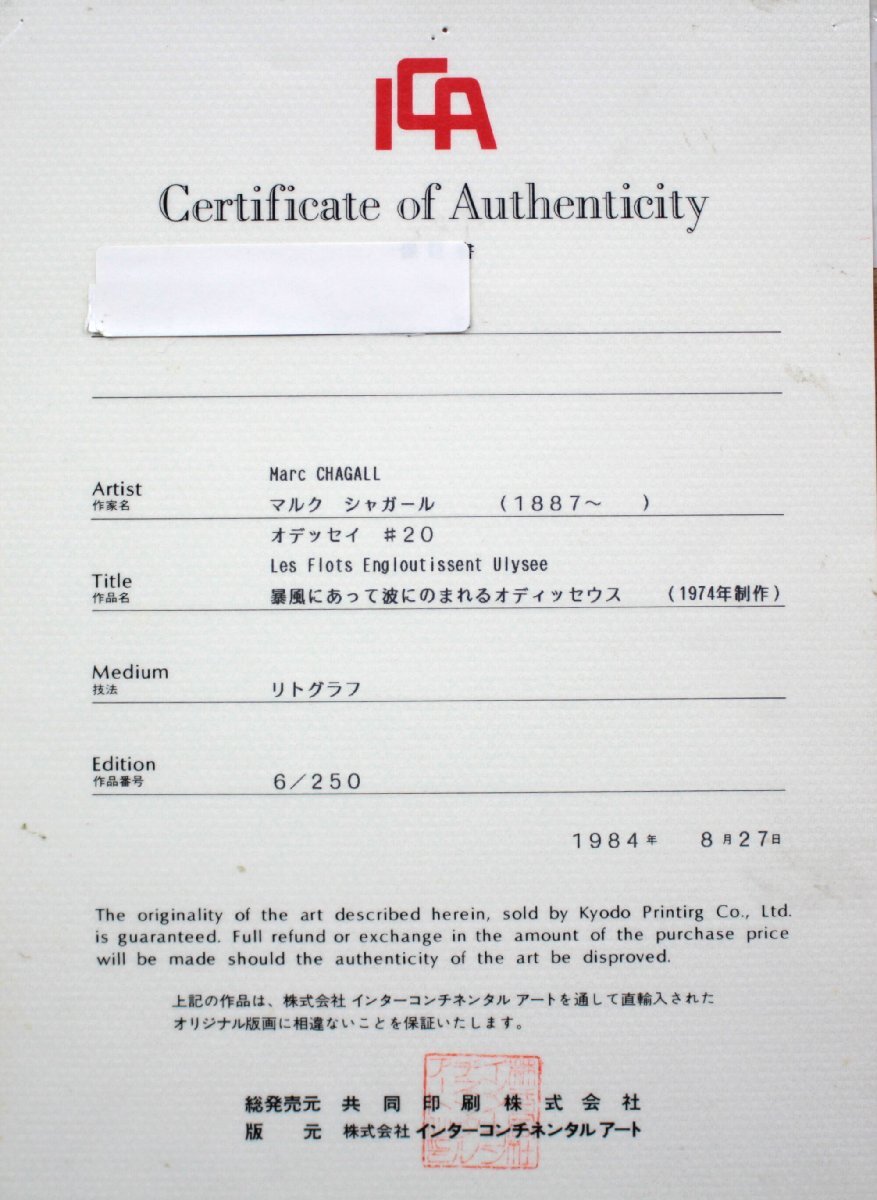 ICA
Certificate of Authenticity
書
Marc CHAGALL
Artist
作家名
マルク シャガール (1887〜 )
オデッセイ #20
Les Flots Engloutissent Ulysee
Title
作品名
暴風にあって波にのまれるオディッセウス (1974年制作)
Medium
技法
リトグラフ
Edition
作品番号
6/250
1984年 8月27日
The originality of the art described herein, sold by Kyodo Printirg Co., Ltd.
is guaranteed. Full refund or exchange in the amount of the purchase price
will be made should the authenticity of the art be disproved.
上記の作品は、株式会社 インターコンチネンタル アートを通して直輸入された
オリジナル版画に相違ないことを保証いたします。
総発売元 共同印刷株式会社
版 元 株式会社 インターコンチネンタル アート